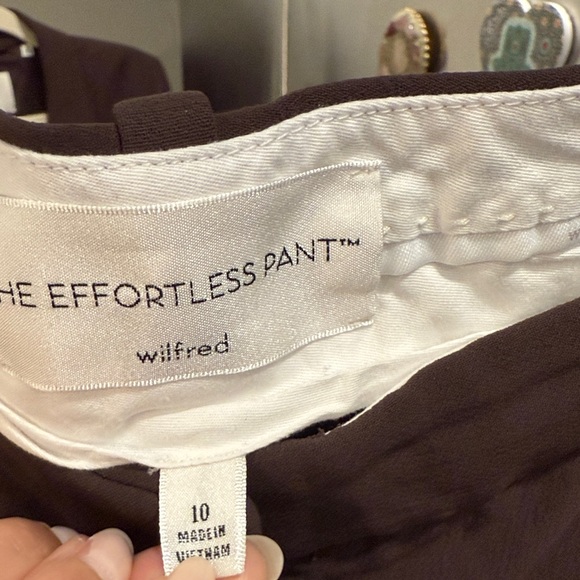 HE EFFORTLESS PANT™
wilfred
10
MADE IN
VIETNAM